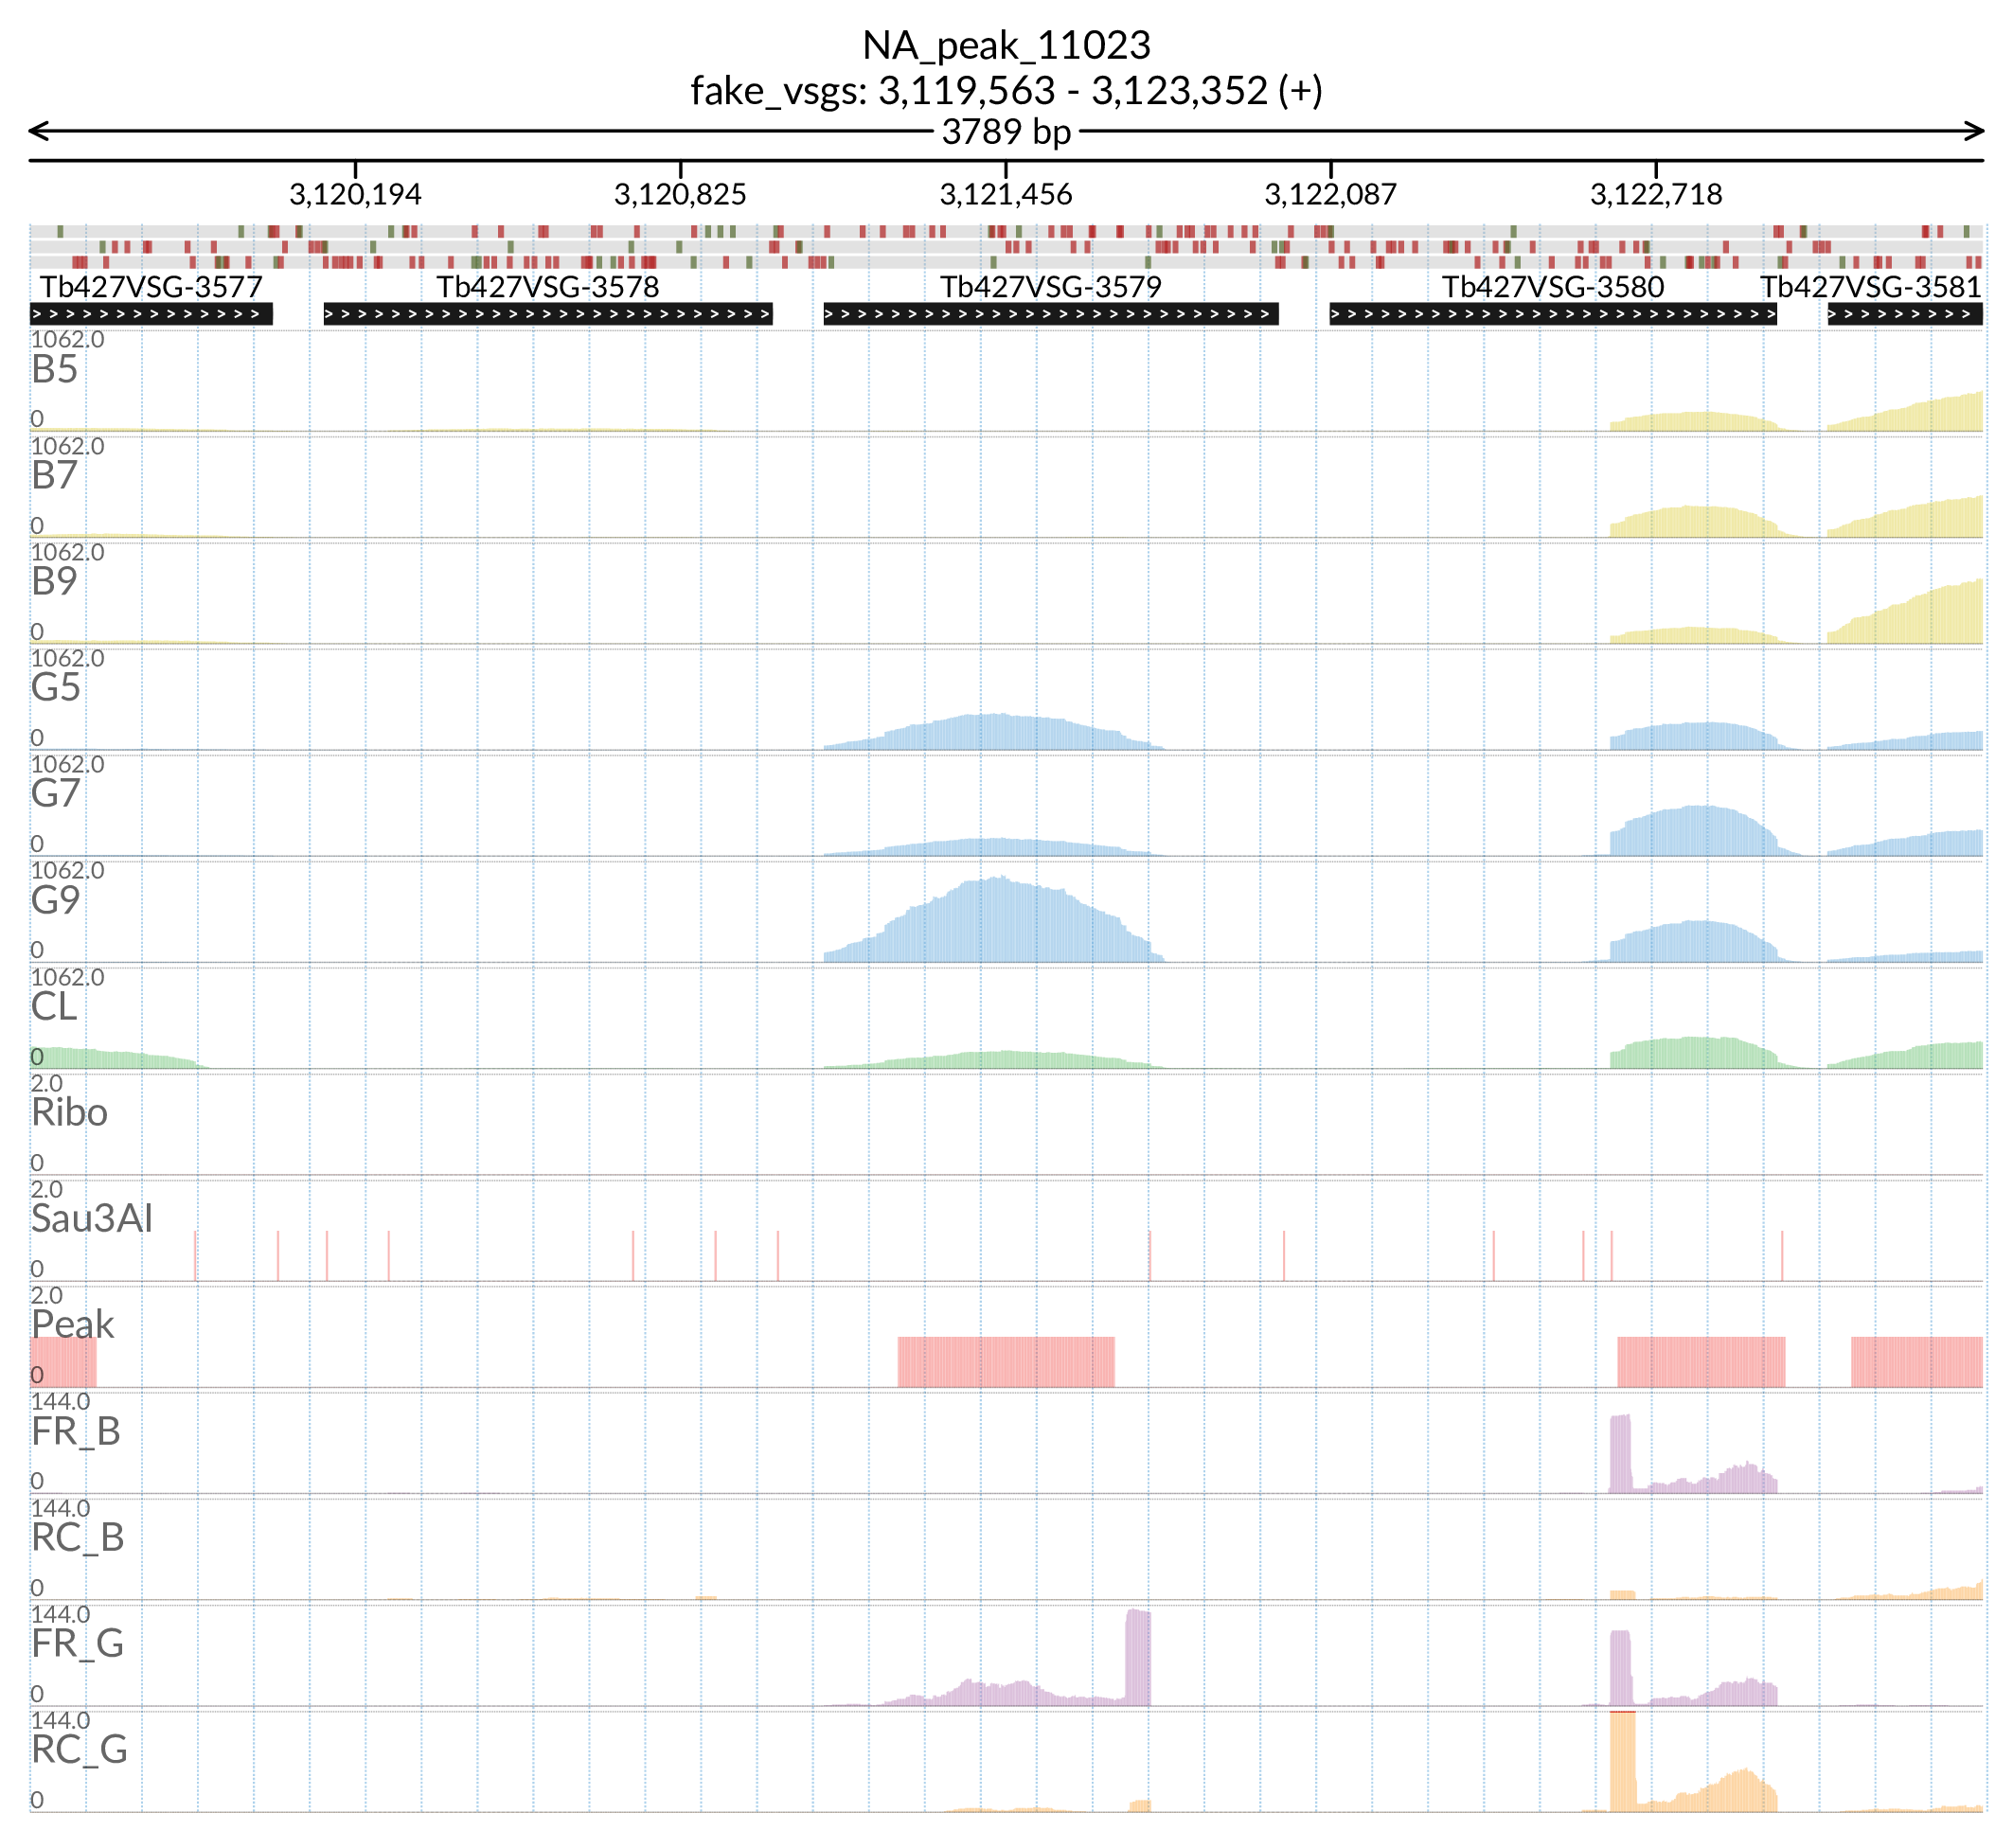 NA_peak_11023
fake_vsgs: 3,119,563 - 3,123,352 (+)
3789 bp
3,120,194 3,120,825 3,121,456 3,122,087 3,122,718
Tb427VSG-3577 Tb427VSG-3578 Tb427VSG-3579 Tb427VSG-3580 Tb427VSG-3581
1062.0
B5
0
1062.0
B7
0
1062.0
B9
0
1062.0
G5
0
1062.0
G7
0
1062.0
G9
0
1062.0
CL
0
2.0
Ribo
0
2.0
Sau3AI
0
2.0
Peak
0
144.0
FR_B
0
144.0
RC_B
0
144.0
FR_G
0
144.0
RC_G
0